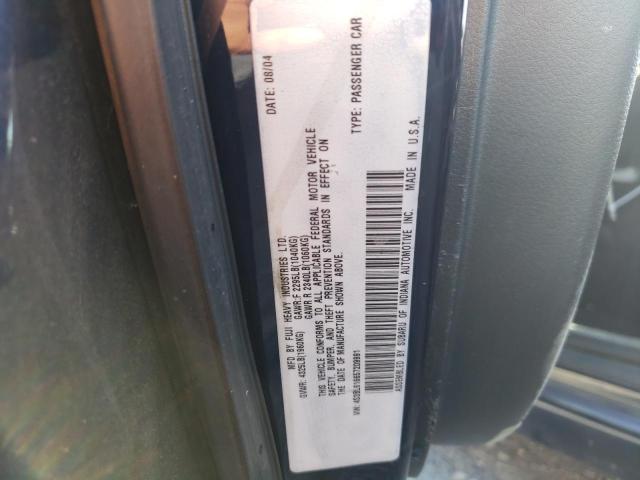 MFD BY FUJI HEAVY INDUSTRIES LTD. DATE: 08/04
GVWR: 4325LB(1960KG) GAWR:F 2295LB(1040KG)
GAWR R 2340LB(1060KG)
THIS VEHICLE CONFORMS TO ALL APPLICABLE FEDERAL MOTOR VEHICLE
SAFETY, BUMPER, AND THEFT PREVENTION STANDARDS IN EFFECT ON
THE DATE OF MANUFACTURE SHOWN ABOVE.
VIN: TYPE: PASSENGER CAR
ASSEMBLED BY SUBARU OF INDIANA AUTOMOTIVE INC. MADE IN U.S.A.